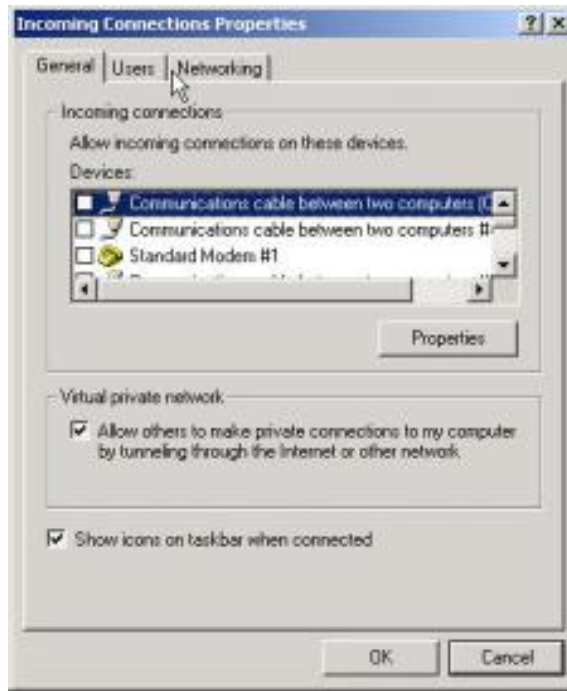 Incoming Connections Properties
General Users Networking
Incoming connections
Allow incoming connections on these devices.
Devices:
Communications cable between two computers (
Communications cable between two computers #
Standard Modem #1
Properties
Virtual private network
Allow others to make private connections to my computer
by tunneling through the Internet or other network
Show icons on taskbar when connected
OK Cancel